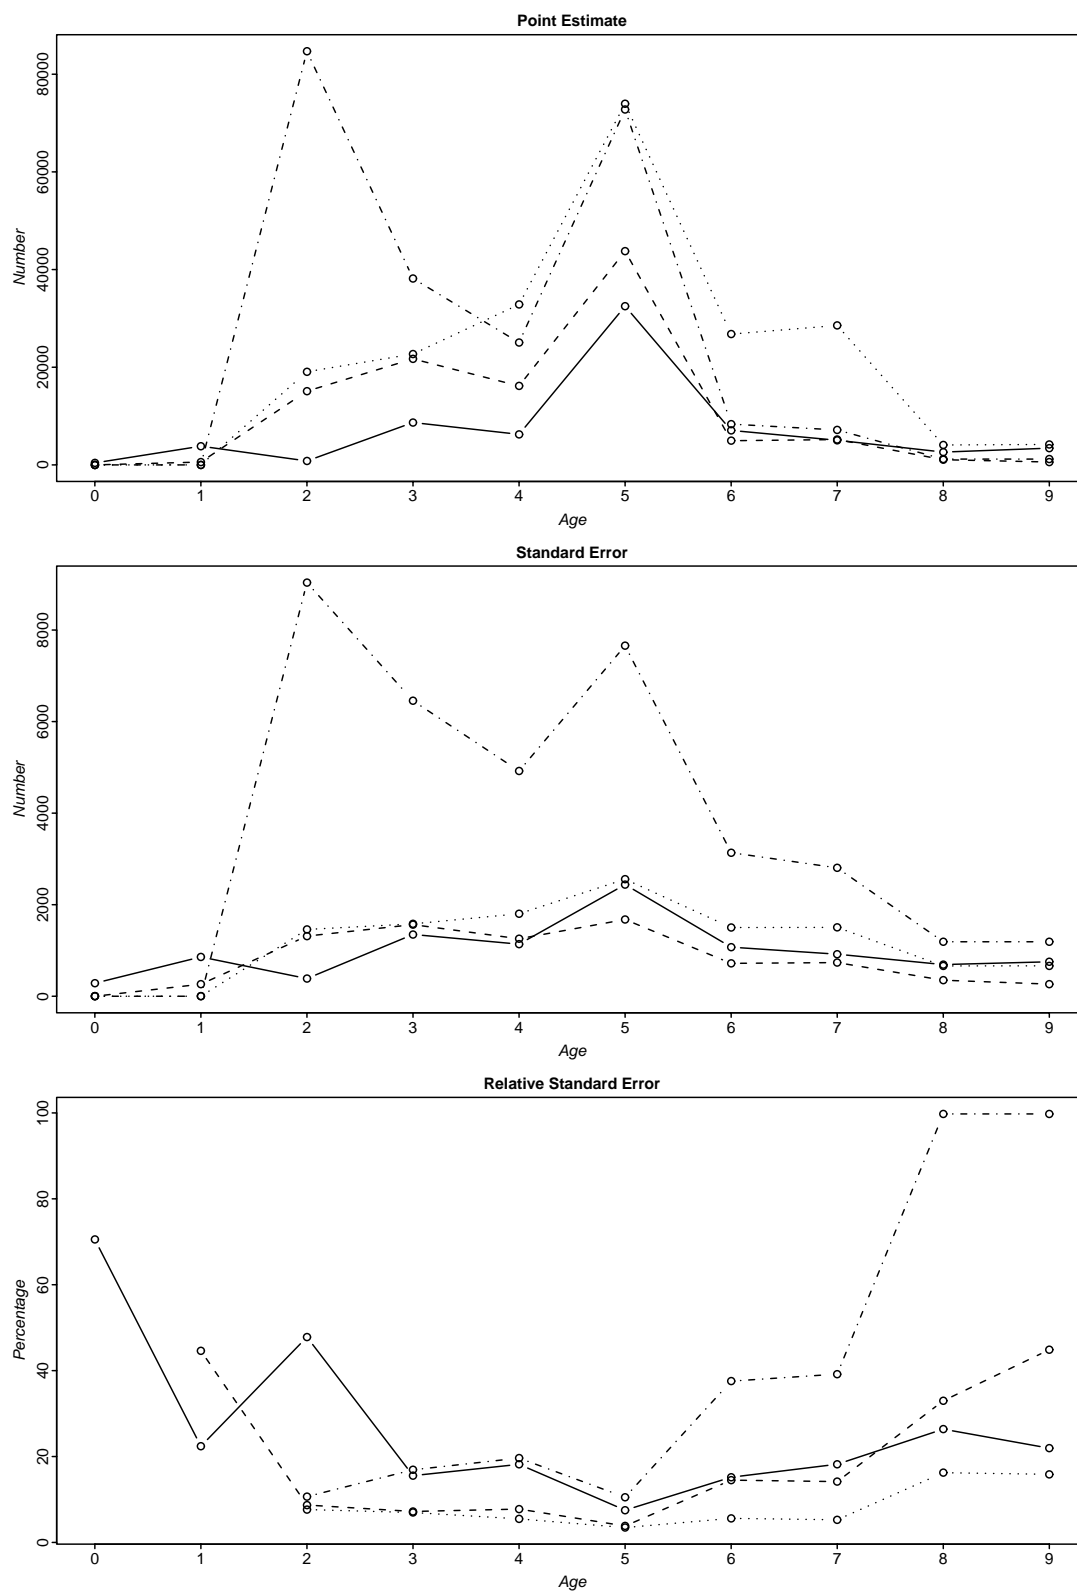 Point Estimate
80000
60000
40000
20000
0
Number
0 1 2 3 4 5 6 7 8 9
Age
Standard Error
8000
6000
4000
2000
0
Number
0 1 2 3 4 5 6 7 8 9
Age
Relative Standard Error
100
80
60
40
20
0
Percentage
0 1 2 3 4 5 6 7 8 9
Age